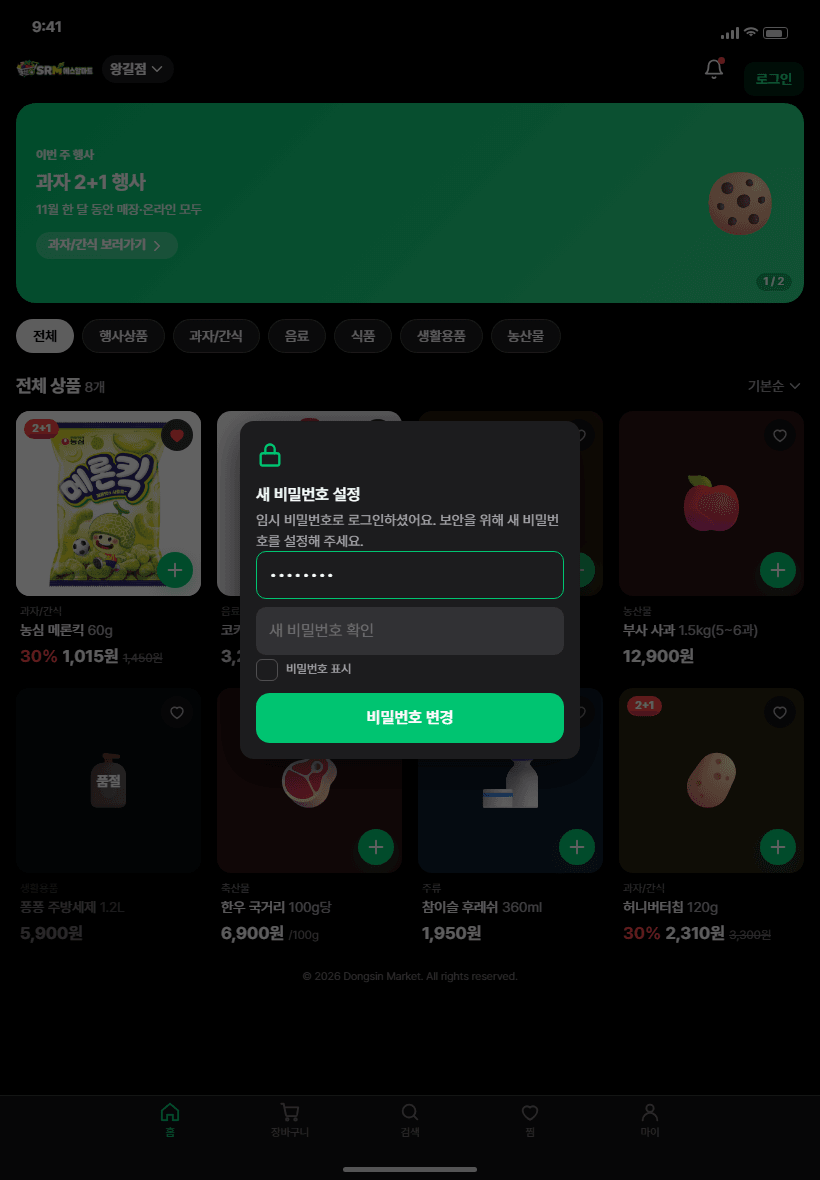 9:41
SRM 에스알마트
왕길점
로그인
이번 주 행사
과자 2+1 행사
11월 한 달 동안 매장·온라인 모두
과자/간식 보러가기
1 / 2
전체
행사상품
과자/간식
음료
식품
생활용품
농산물
전체 상품 8개
기본순
2+1
농심
메론킥
과자/간식
농심 메론킥 60g
30% 1,015원 1,450원
음료
농산물
부사 사과 1.5kg(5~6과)
12,900원
새 비밀번호 설정
임시 비밀번호로 로그인하셨어요. 보안을 위해 새 비밀번
호를 설정해 주세요.
••••••••
새 비밀번호 확인
비밀번호 표시
비밀번호 변경
품절
생활용품
퐁퐁 주방세제 1.2L
5,900원
축산물
한우 국거리 100g당
6,900원 /100g
주류
참이슬 후레쉬 360ml
1,950원
2+1
과자/간식
허니버터칩 120g
30% 2,310원 3,300원
© 2026 Dongsin Market. All rights reserved.
홈
장바구니
검색
찜
마이